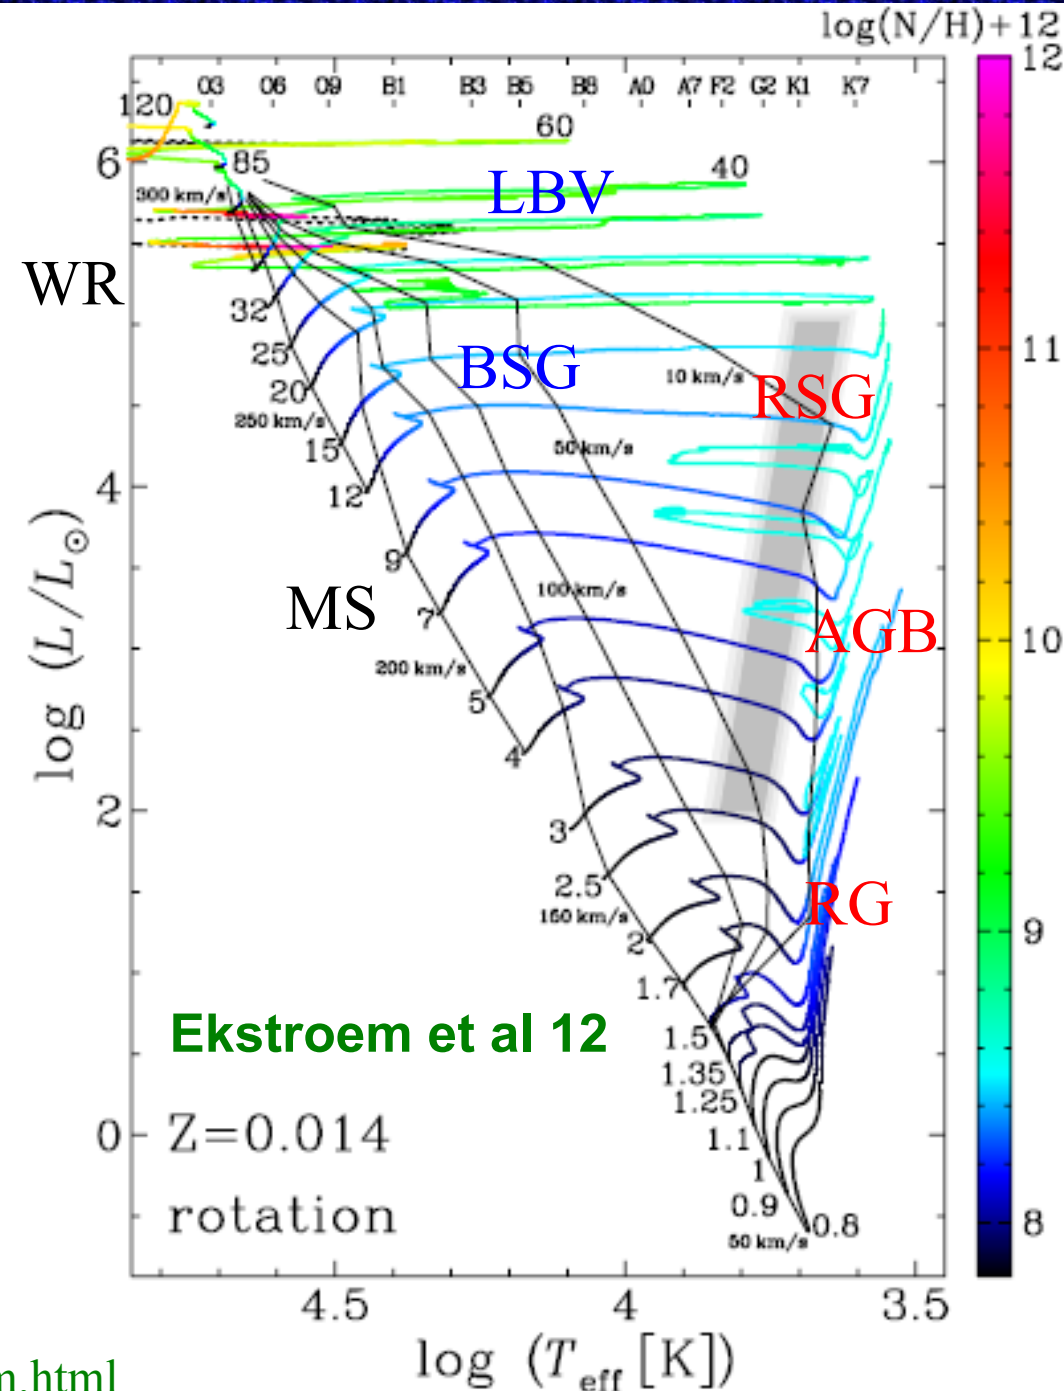 log(N/H)+12
12
11
10
9
8
O3 O6 O9 B1 B3 B5 B8 A0 A7 F2 G2 K1 K7
120
60
6
85
40
LBV
300 km/s
WR
32
25
BSG
10 km/s
RSG
20
250 km/s
15
50 km/s
4
12
9
MS
100 km/s
7
AGB
200 km/s
5
4
2
3
2.5
RG
150 km/s
2
1.7
Ekstroem et al 12
1.5
1.35
1.25
0
Z=0.014
1.1
1
0.9
rotation
0.8
50 km/s
log (L/L☉)
4.5 4 3.5
log (Teff [K])
n.html